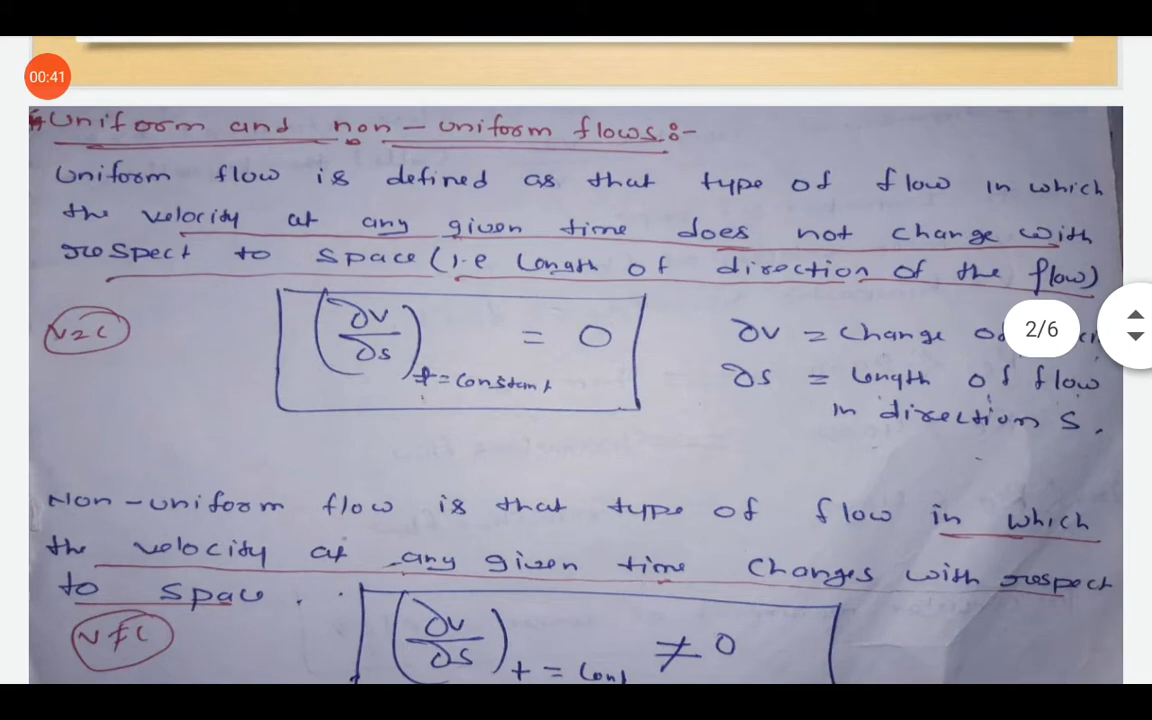 00:41
Uniform and non-uniform flows:-
Uniform flow is defined as that type of flow in which
the velocity at any given time does not change with
respect to space (i.e length of direction of the flow)
V=C
(∂v/∂s)t=constant = 0
∂v = change of
2/6
∂s = length of flow
in direction S.
Non-uniform flow is that type of flow in which
the velocity at any given time changes with respect
to space.
V≠C
(∂v/∂s)t=const ≠ 0